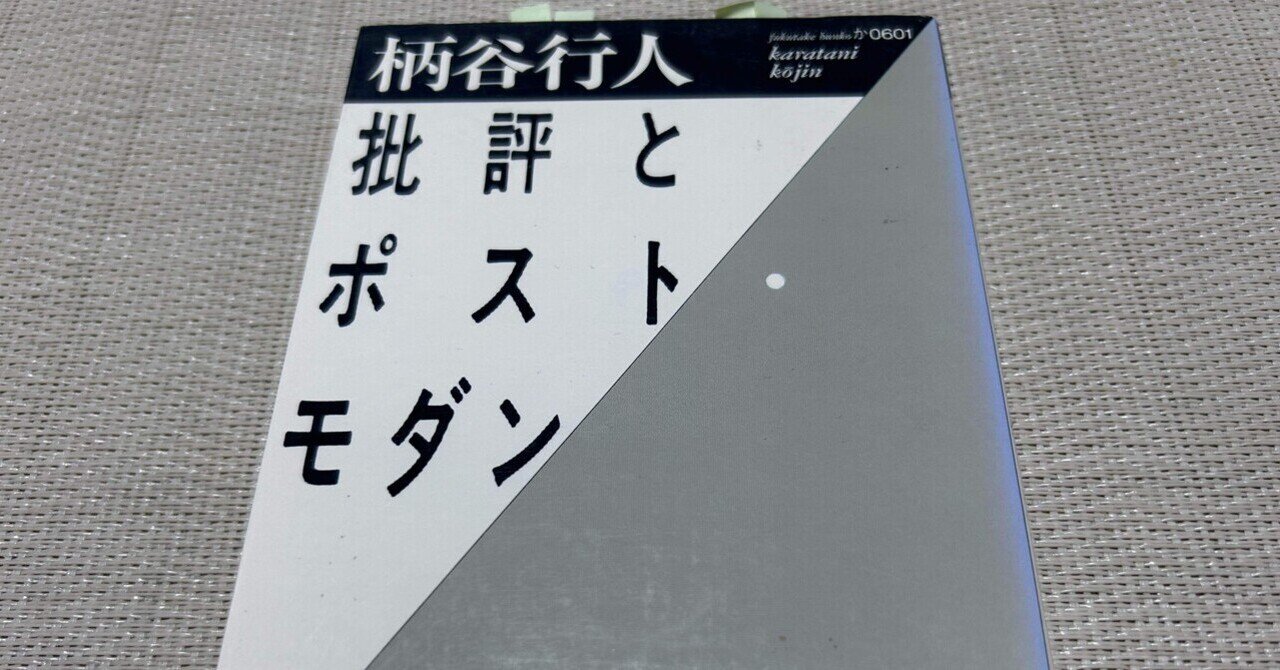 柄谷行人
fukutake bunko か0601
karatani
kōjin
批評と
ポスト
モダン